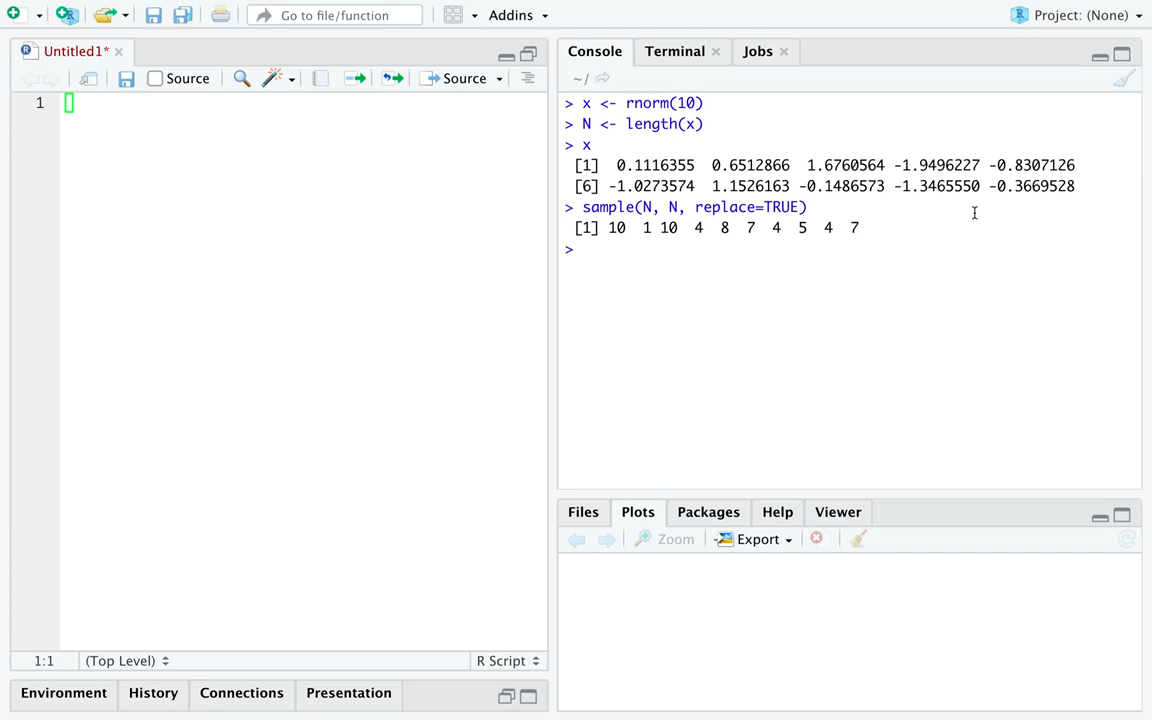 Go to file/function
Addins
Project: (None)
Untitled1*
Source
Source
1
1:1 (Top Level) R Script
Environment History Connections Presentation
Console Terminal Jobs
~/
> x <- rnorm(10)
> N <- length(x)
> x
[1] 0.1116355 0.6512866 1.6760564 -1.9496227 -0.8307126
[6] -1.0273574 1.1526163 -0.1486573 -1.3465550 -0.3669528
> sample(N, N, replace=TRUE)
[1] 10 1 10 4 8 7 4 5 4 7
>
Files Plots Packages Help Viewer
Zoom Export